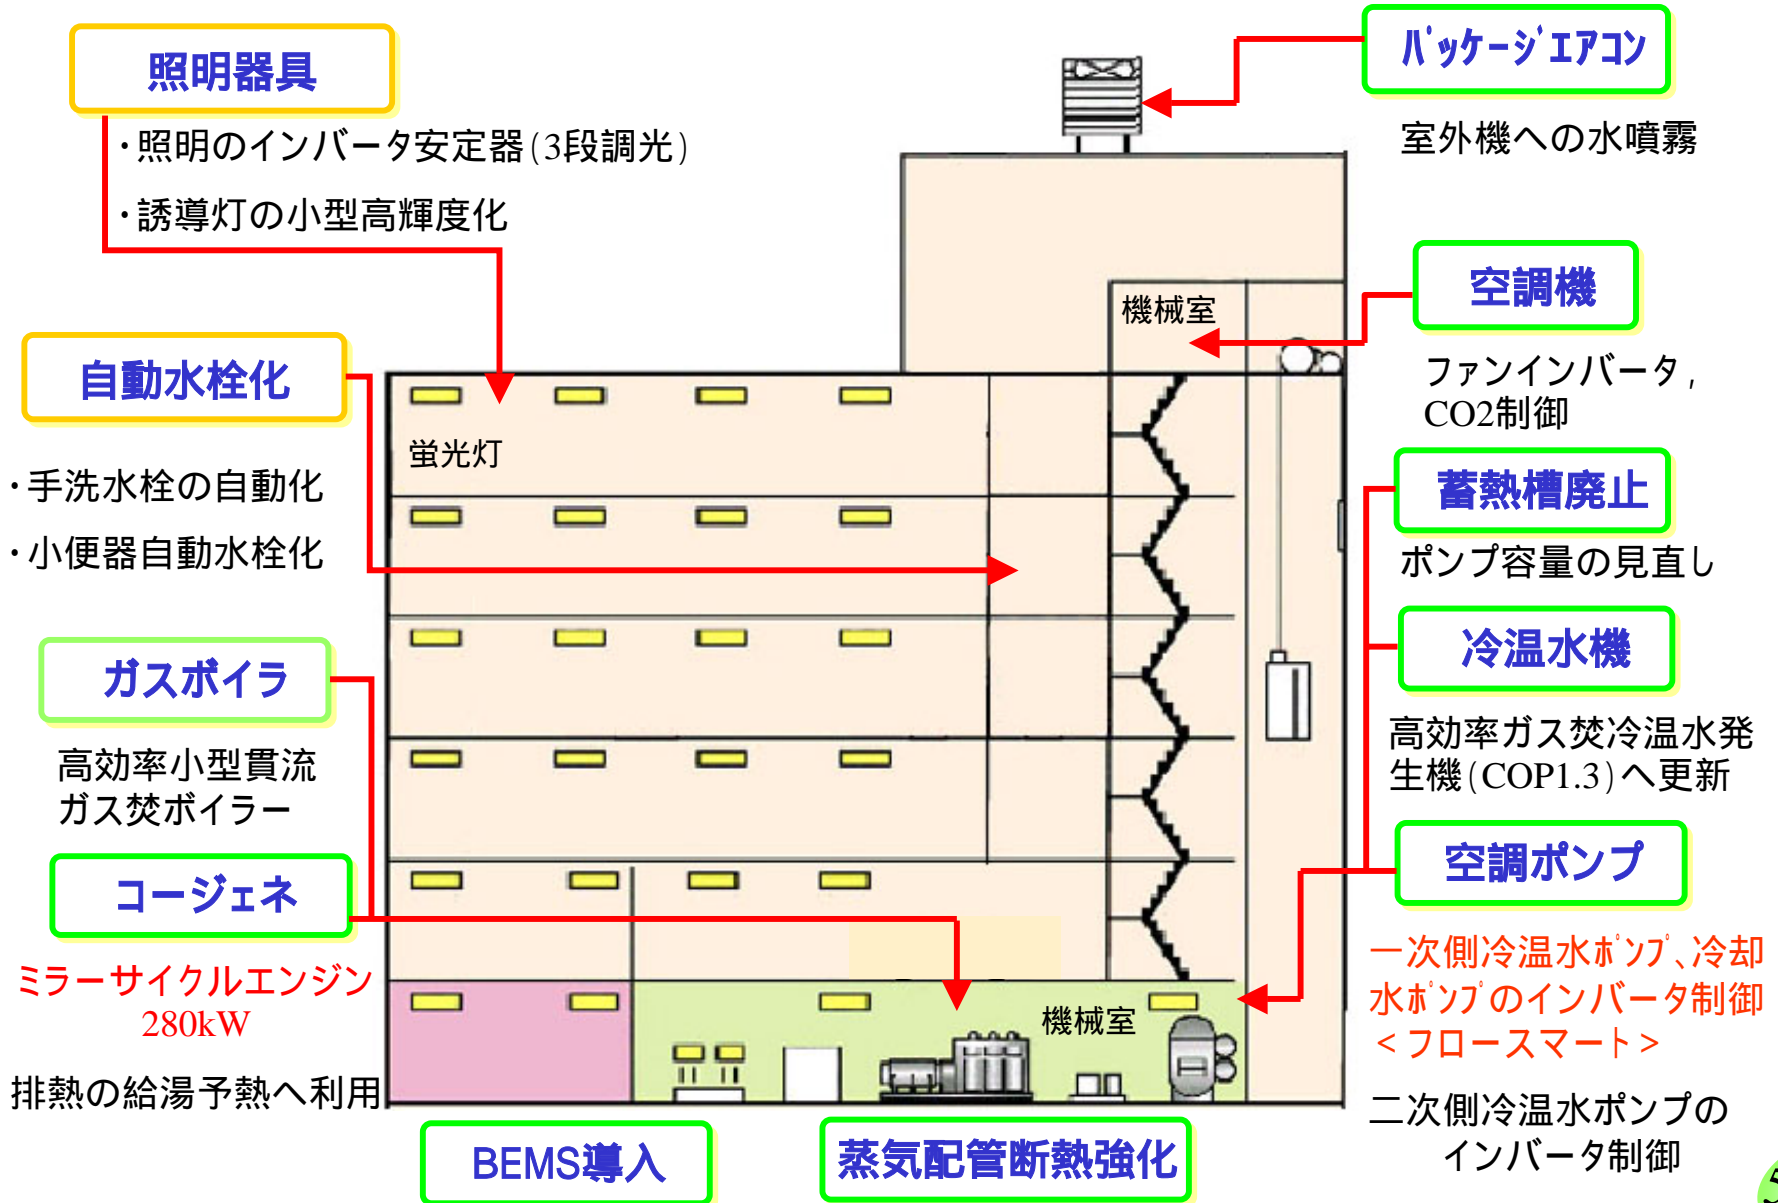 照明器具
・照明のインバータ安定器(3段調光)
・誘導灯の小型高輝度化
自動水栓化
・手洗水栓の自動化
・小便器自動水栓化
ガスボイラ
高効率小型貫流
ガス焚ボイラー
コージェネ
ミラーサイクルエンジン
280kW
排熱の給湯予熱へ利用
蛍光灯
機械室
機械室
BEMS導入
蒸気配管断熱強化
ﾊﾟｯｹｰｼﾞｴｱｺﾝ
室外機への水噴霧
空調機
ファンインバータ,
CO2制御
蓄熱槽廃止
ポンプ容量の見直し
冷温水機
高効率ガス焚冷温水発
生機(COP1.3)へ更新
空調ポンプ
一次側冷温水ﾎﾟﾝﾌﾟ、冷却
水ﾎﾟﾝﾌﾟのインバータ制御
<フロースマート>
二次側冷温水ポンプの
インバータ制御